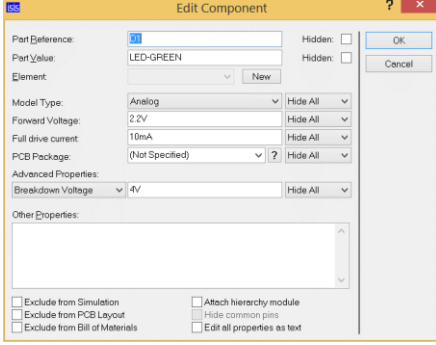 ISIS Edit Component ? ×
Part Reference: D1 Hidden: OK
Part Value: LED-GREEN Hidden: Cancel
Element: New
Model Type: Analog Hide All
Forward Voltage: 2.2V Hide All
Full drive current: 10mA Hide All
PCB Package: (Not Specified) ? Hide All
Advanced Properties:
Breakdown Voltage 4V Hide All
Other Properties:
Exclude from Simulation Attach hierarchy module
Exclude from PCB Layout Hide common pins
Exclude from Bill of Materials Edit all properties as text